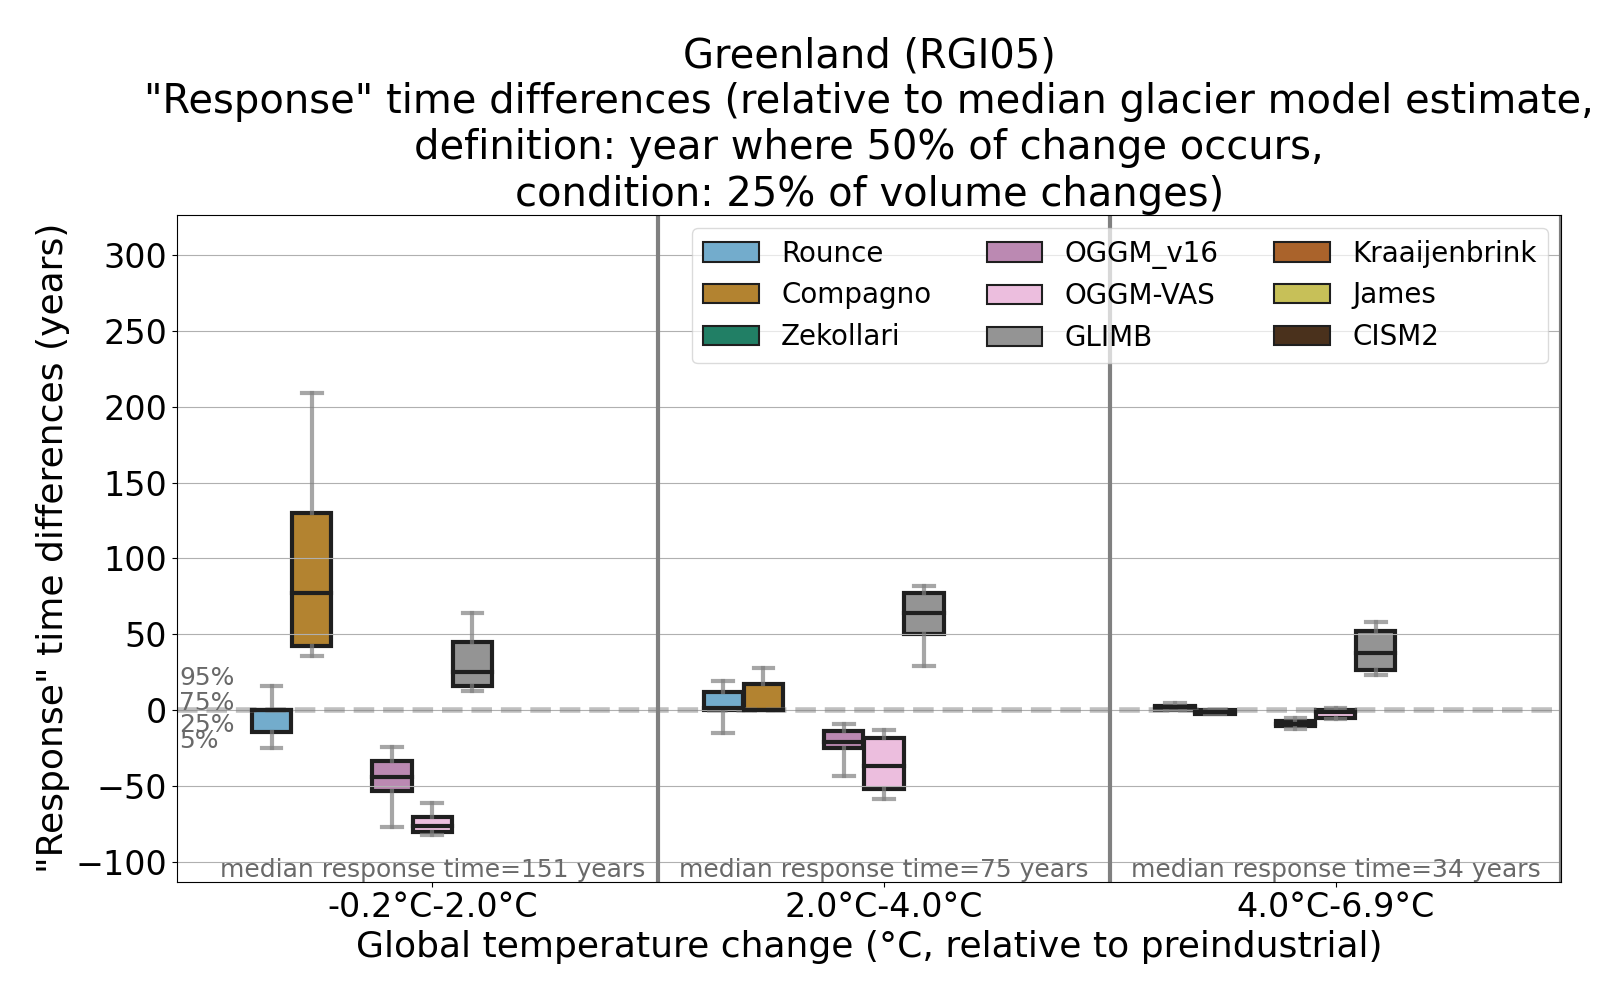 Greenland (RGI05)
"Response" time differences (relative to median glacier model estimate,
definition: year where 50% of change occurs,
condition: 25% of volume changes)
"Response" time differences (years)
300
250
200
150
100
50
0
−50
−100
Rounce
Compagno
Zekollari
OGGM_v16
OGGM-VAS
GLIMB
Kraaijenbrink
James
CISM2
95%
75%
25%
5%
median response time=151 years
median response time=75 years
median response time=34 years
-0.2°C-2.0°C
2.0°C-4.0°C
4.0°C-6.9°C
Global temperature change (°C, relative to preindustrial)